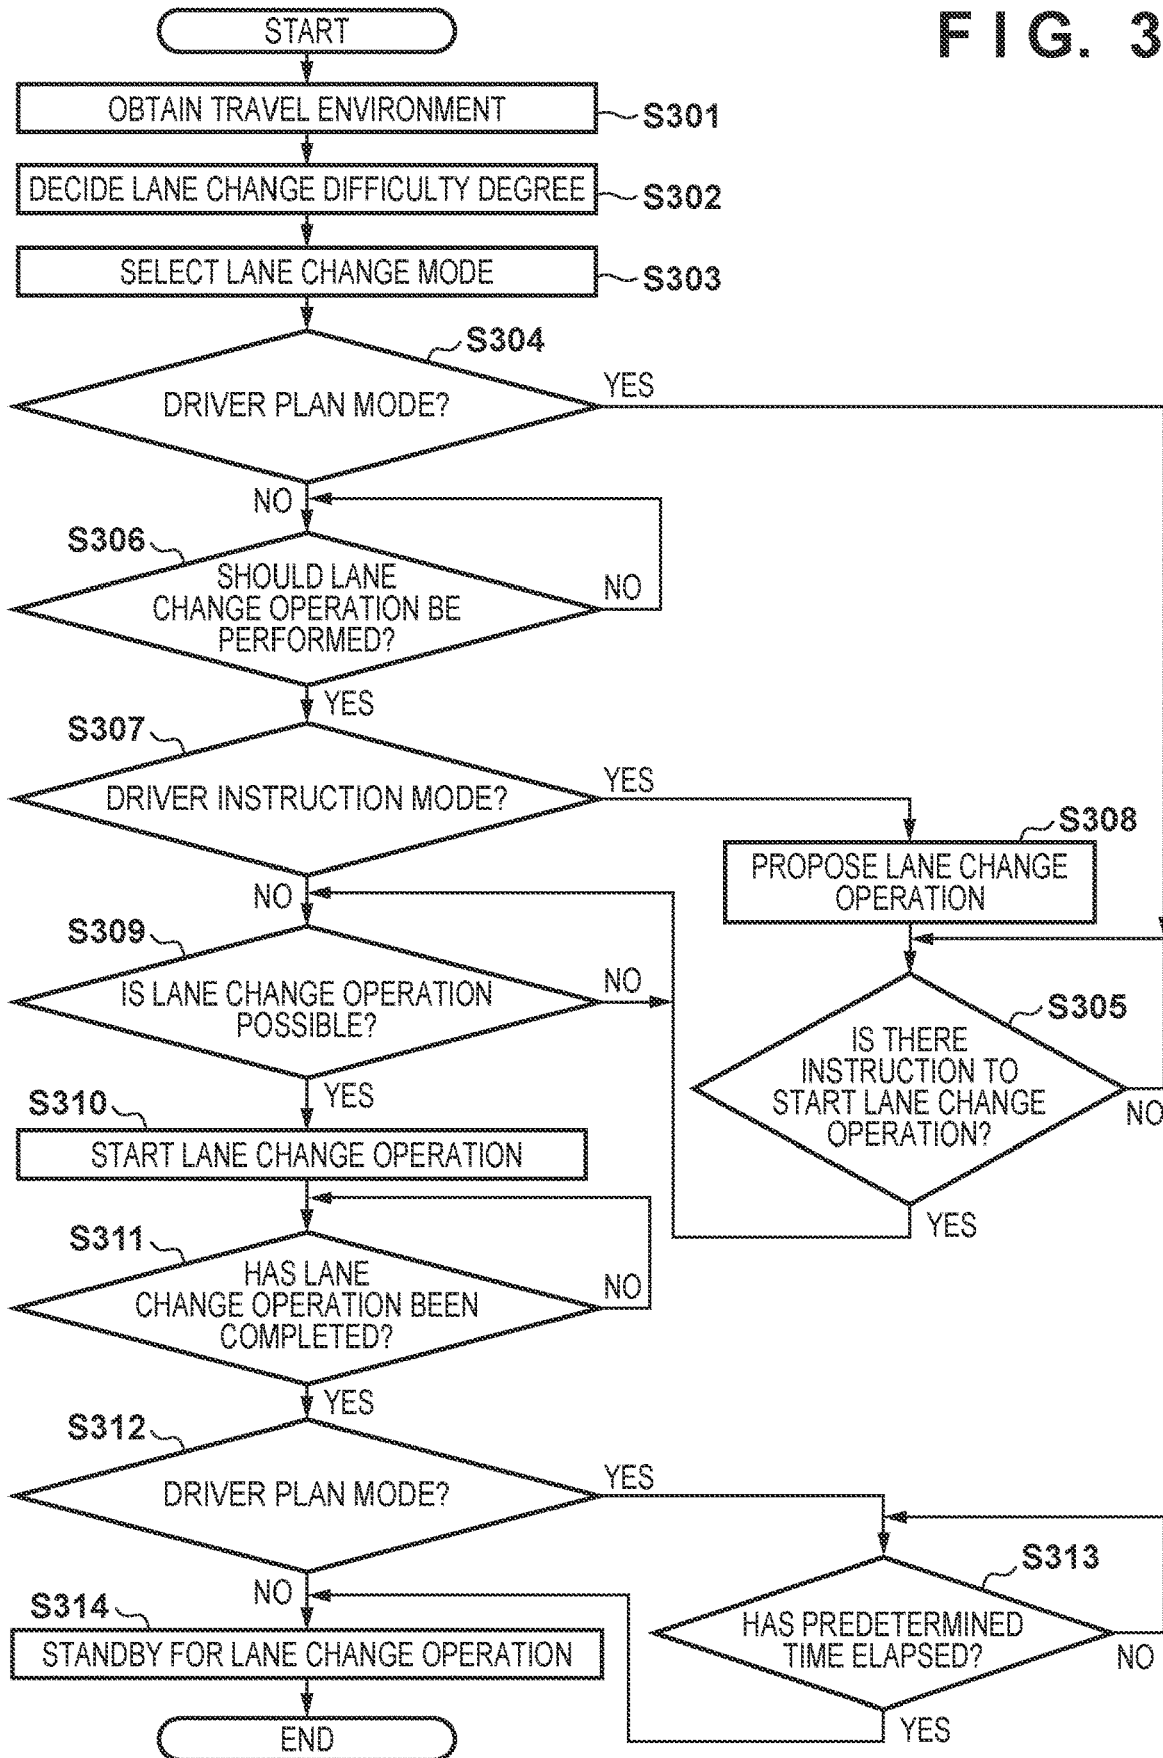 FIG. 3
START
OBTAIN TRAVEL ENVIRONMENT
S301
DECIDE LANE CHANGE DIFFICULTY DEGREE
S302
SELECT LANE CHANGE MODE
S303
S304
DRIVER PLAN MODE?
YES
NO
S306
SHOULD LANE
CHANGE OPERATION BE
PERFORMED?
NO
YES
S307
DRIVER INSTRUCTION MODE?
YES
S308
PROPOSE LANE CHANGE
OPERATION
NO
S309
IS LANE CHANGE OPERATION
POSSIBLE?
NO
S305
IS THERE
INSTRUCTION TO
START LANE CHANGE
OPERATION?
NO
YES
YES
S310
START LANE CHANGE OPERATION
S311
HAS LANE
CHANGE OPERATION BEEN
COMPLETED?
NO
YES
S312
DRIVER PLAN MODE?
YES
S313
HAS PREDETERMINED
TIME ELAPSED?
NO
YES
NO
S314
STANDBY FOR LANE CHANGE OPERATION
END